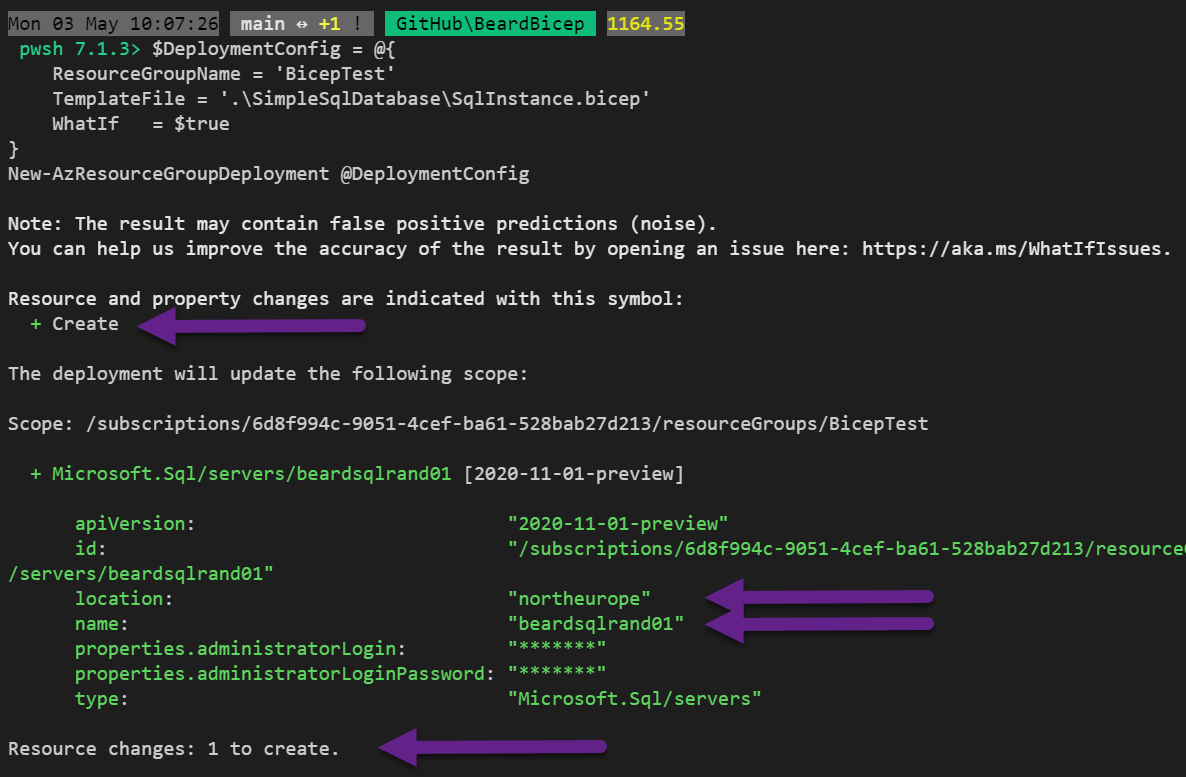 Mon 03 May 10:07:26 main ↔ +1 ! GitHub\BeardBicep 1164.55
pwsh 7.1.3> $DeploymentConfig = @{
ResourceGroupName = 'BicepTest'
TemplateFile = '.\SimpleSqlDatabase\SqlInstance.bicep'
WhatIf   = $true
}
New-AzResourceGroupDeployment @DeploymentConfig
Note: The result may contain false positive predictions (noise).
You can help us improve the accuracy of the result by opening an issue here: https://aka.ms/WhatIfIssues.
Resource and property changes are indicated with this symbol:
+ Create
The deployment will update the following scope:
Scope: /subscriptions/6d8f994c-9051-4cef-ba61-528bab27d213/resourceGroups/BicepTest
+ Microsoft.Sql/servers/beardsqlrand01 [2020-11-01-preview]
apiVersion: "2020-11-01-preview"
id: "/subscriptions/6d8f994c-9051-4cef-ba61-528bab27d213/resource
/servers/beardsqlrand01"
location: "northeurope"
name: "beardsqlrand01"
properties.administratorLogin: "*******"
properties.administratorLoginPassword: "*******"
type: "Microsoft.Sql/servers"
Resource changes: 1 to create.